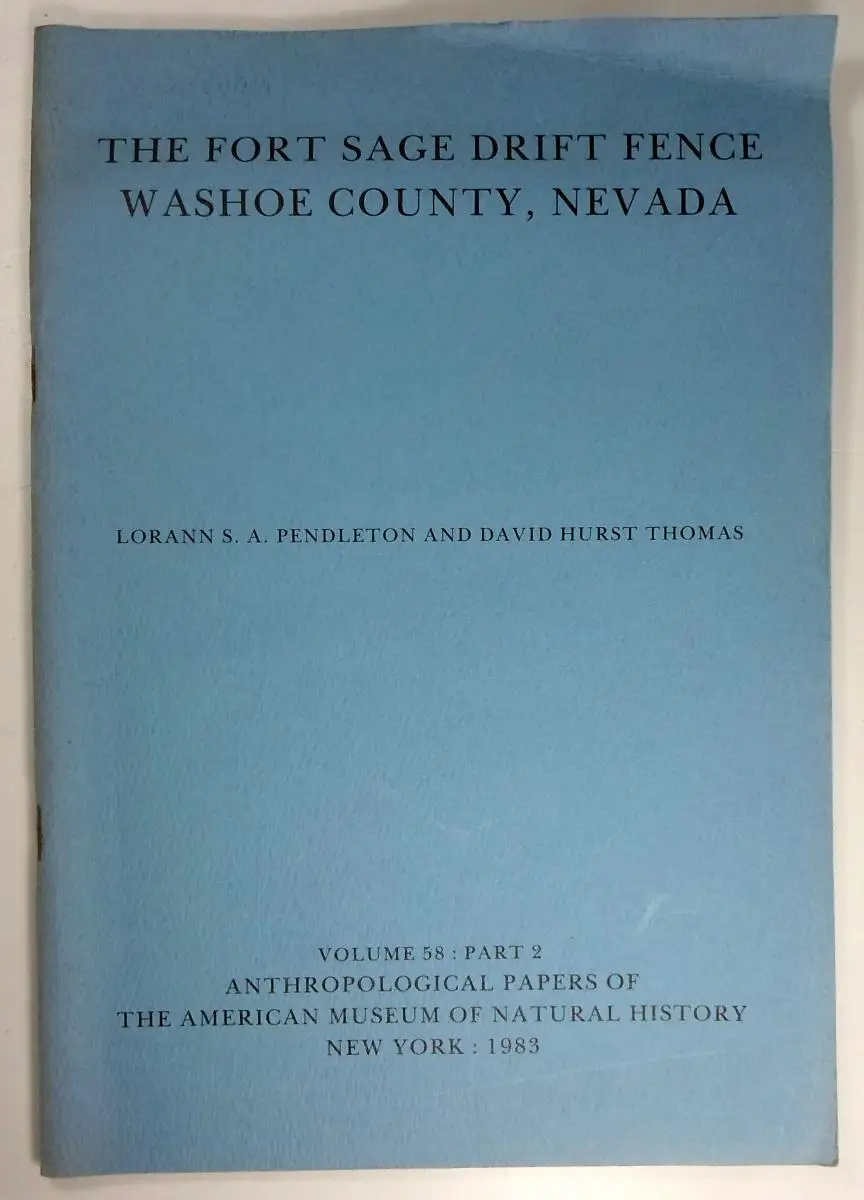 THE FORT SAGE DRIFT FENCE
WASHOE COUNTY, NEVADA
LORANN S. A. PENDLETON AND DAVID HURST THOMAS
VOLUME 58 : PART 2
ANTHROPOLOGICAL PAPERS OF
THE AMERICAN MUSEUM OF NATURAL HISTORY
NEW YORK : 1983